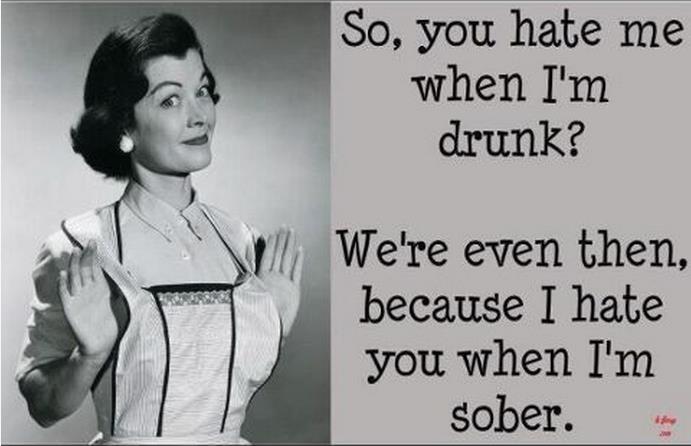 So, you hate me
when I'm
drunk?
We're even then,
because I hate
you when I'm
sober.